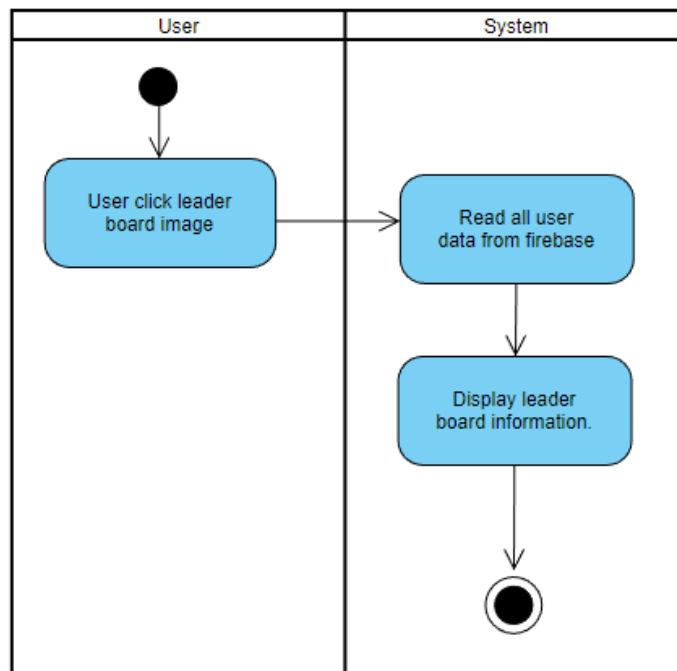 User
System
User click leader
board image
Read all user
data from firebase
Display leader
board information.